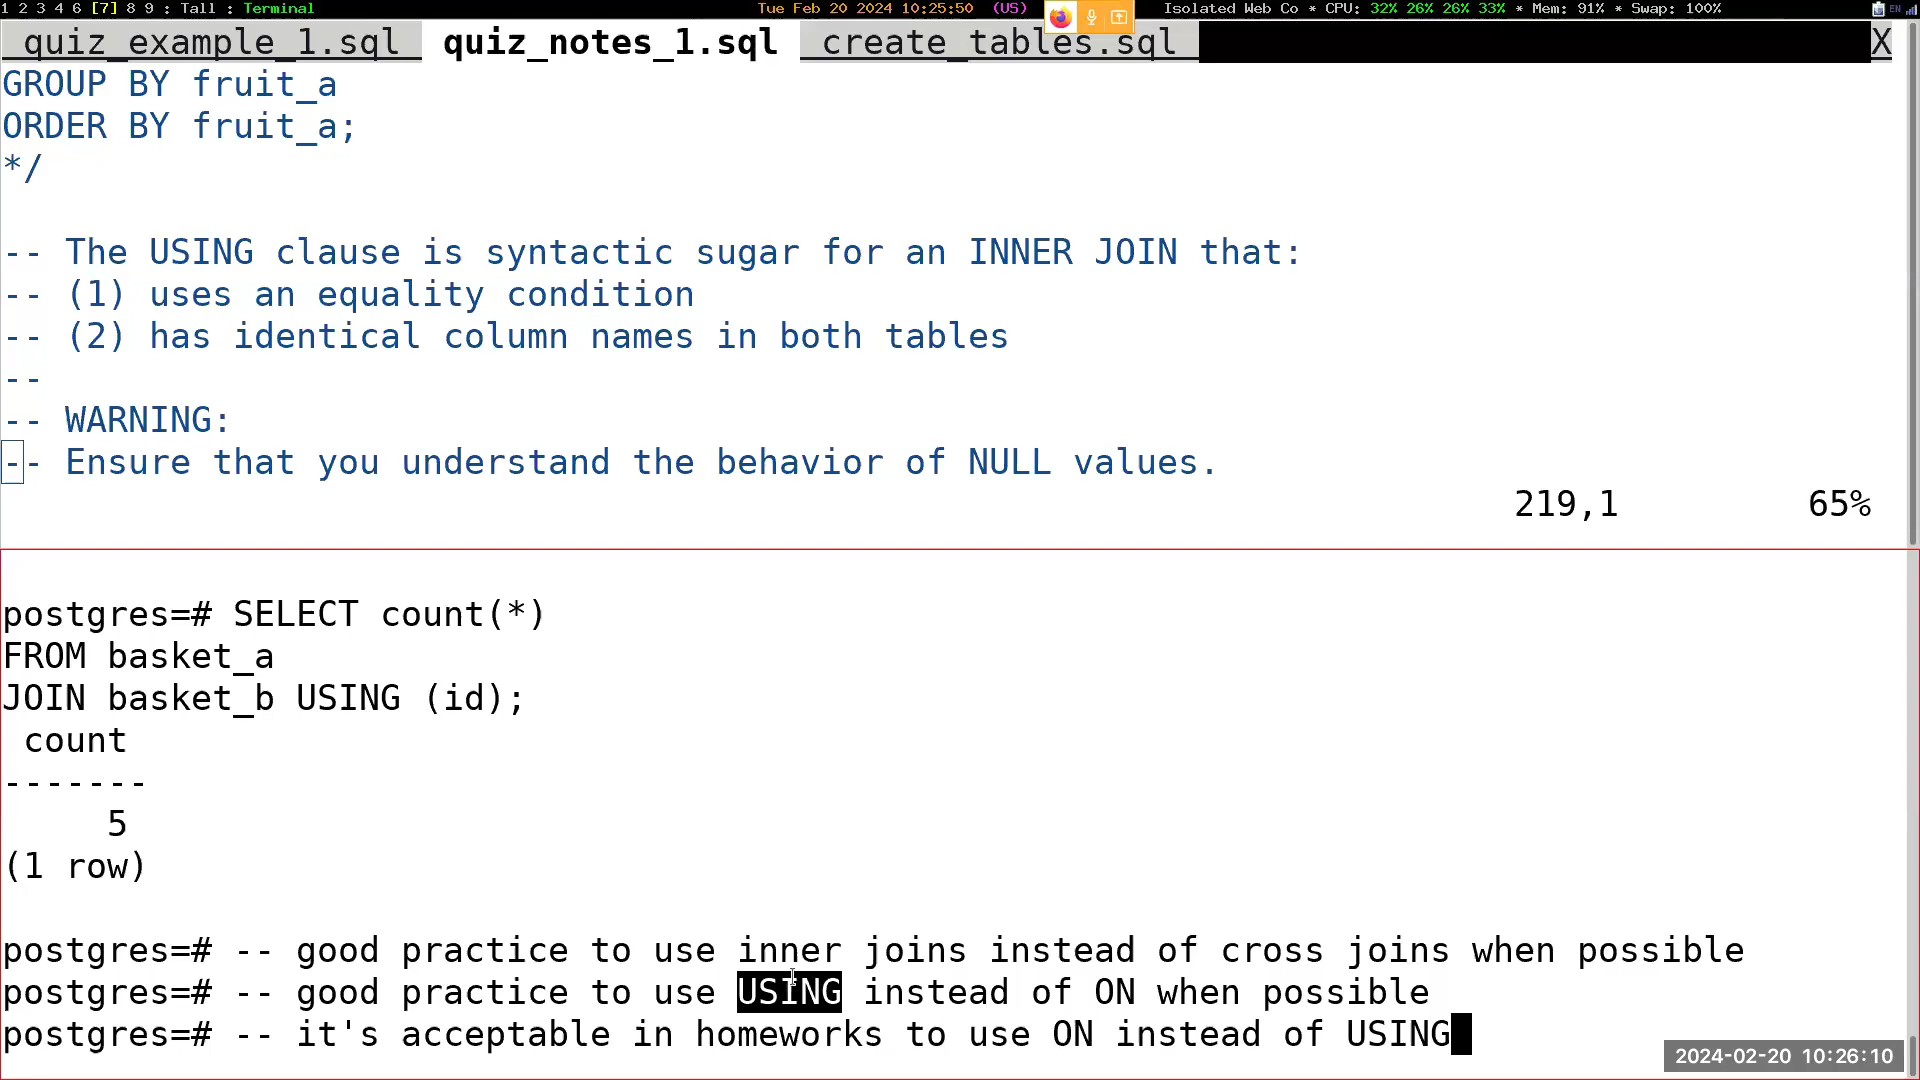 1 2 3 4 6 [7] 8 9 : Tall : Terminal Tue Feb 20 2024 10:25:50 (US) Isolated Web Co * CPU: 32% 26% 26% 33% * Mem: 91% * Swap: 100% EN
quiz_example_1.sql quiz_notes_1.sql create_tables.sql X
GROUP BY fruit_a
ORDER BY fruit_a;
*/
-- The USING clause is syntactic sugar for an INNER JOIN that:
-- (1) uses an equality condition
-- (2) has identical column names in both tables
--
-- WARNING:
-- Ensure that you understand the behavior of NULL values.
219,1 65%
postgres=# SELECT count(*)
FROM basket_a
JOIN basket_b USING (id);
count
-------
5
(1 row)
postgres=# -- good practice to use inner joins instead of cross joins when possible
postgres=# -- good practice to use USING instead of ON when possible
postgres=# -- it's acceptable in homeworks to use ON instead of USING
2024-02-20 10:26:10